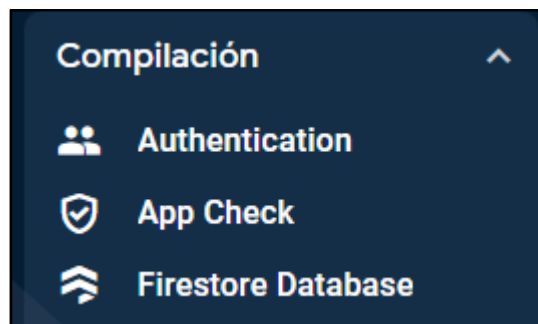 Compilación
Authentication
App Check
Firestore Database